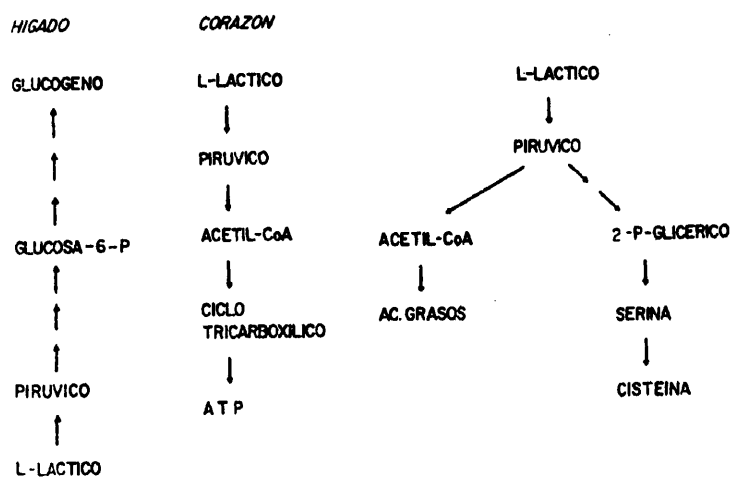 HIGADO
GLUCOGENO
GLUCOSA-6-P
PIRUVICO
L-LACTICO
CORAZON
L-LACTICO
PIRUVICO
ACETIL-CoA
CICLO
TRICARBOXILICO
ATP
L-LACTICO
PIRUVICO
ACETIL-CoA
AC. GRASOS
2-P-GLICERICO
SERINA
CISTEINA